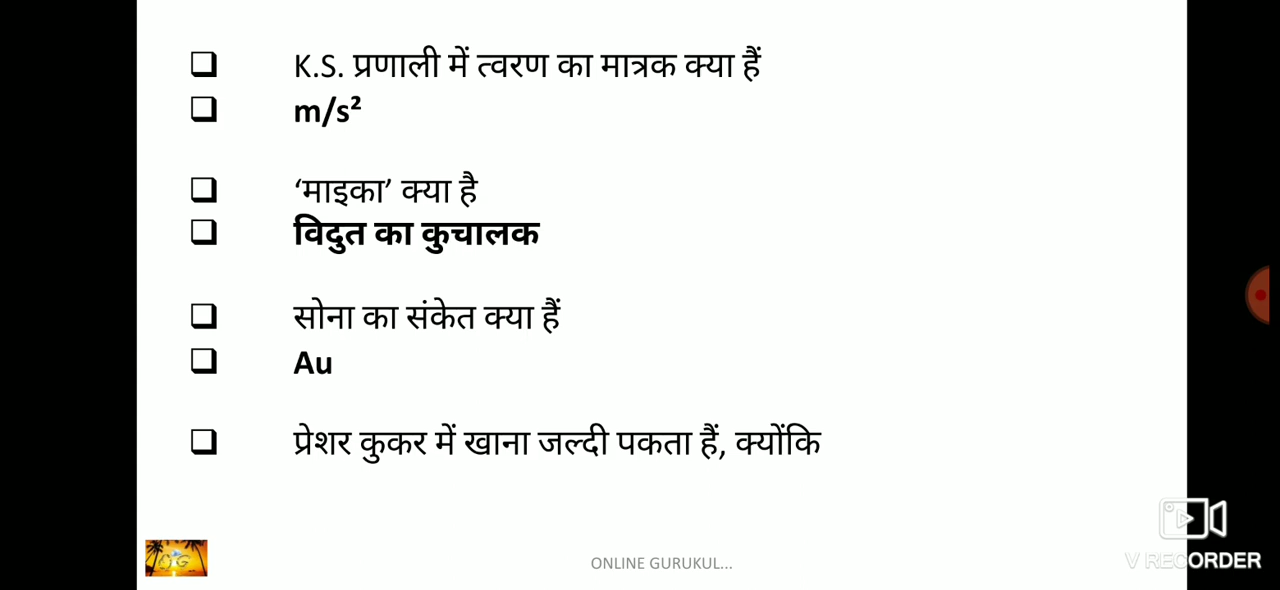 K.S. प्रणाली में त्वरण का मात्रक क्या हैं
m/s²
‘माइका’ क्या है
विदुत का कुचालक
सोना का संकेत क्या हैं
Au
प्रेशर कुकर में खाना जल्दी पकता हैं, क्योंकि
ONLINE GURUKUL...
V RECORDER